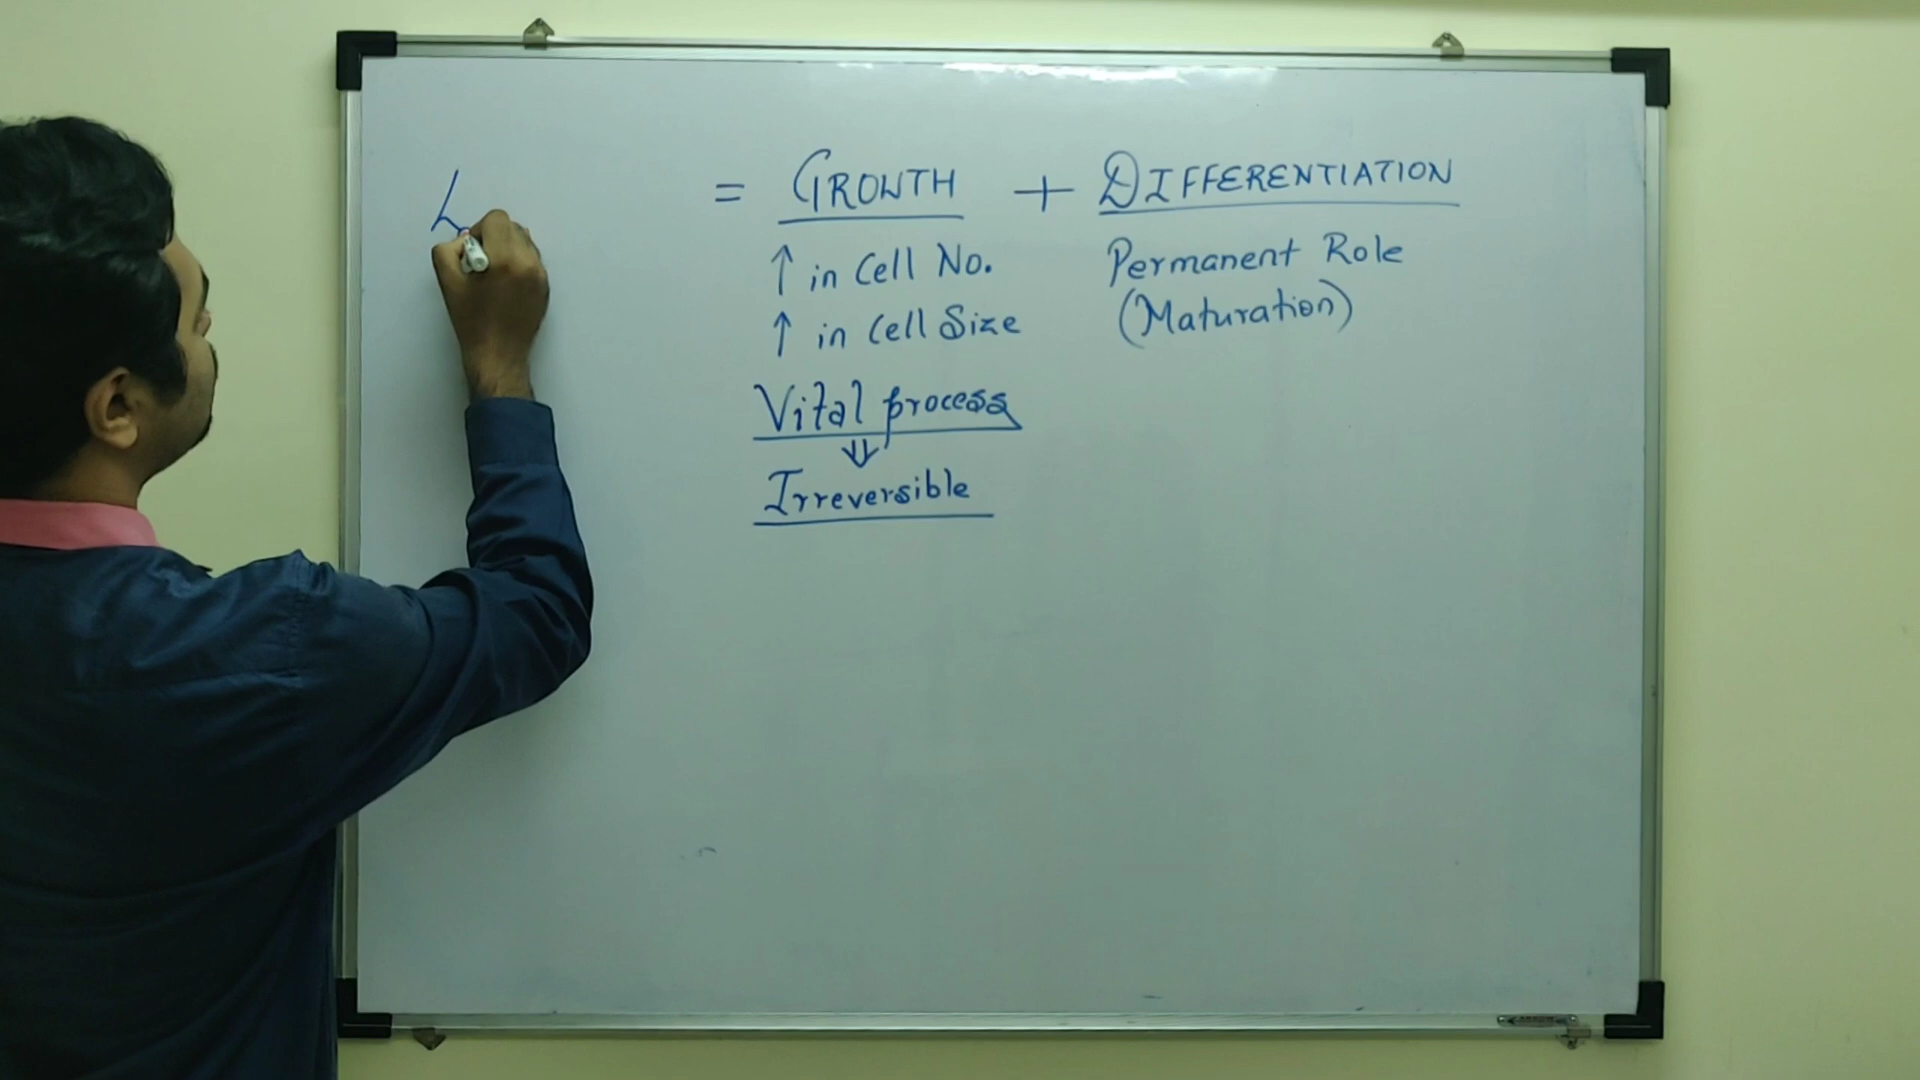 = GROWTH + DIFFERENTIATION
↑ in Cell No. Permanent Role
↑ in Cell Size (Maturation)
Vital process
⇓
Irreversible